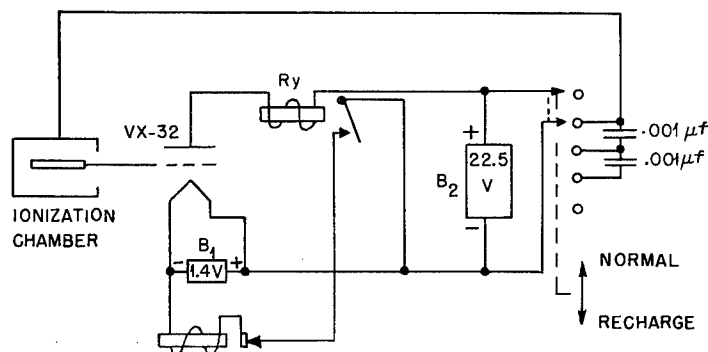 Ry
VX-32
.001 μf
+
22.5
V
B2
.001μf
-
IONIZATION
CHAMBER
B1
- 1.4V +
NORMAL
RECHARGE